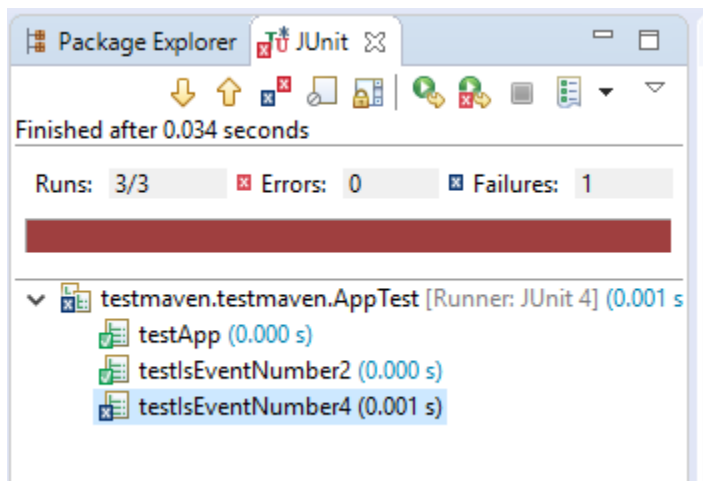 Package Explorer JUnit
Finished after 0.034 seconds
Runs: 3/3 Errors: 0 Failures: 1
testmaven.testmaven.AppTest [Runner: JUnit 4] (0.001 s
testApp (0.000 s)
testIsEventNumber2 (0.000 s)
testIsEventNumber4 (0.001 s)